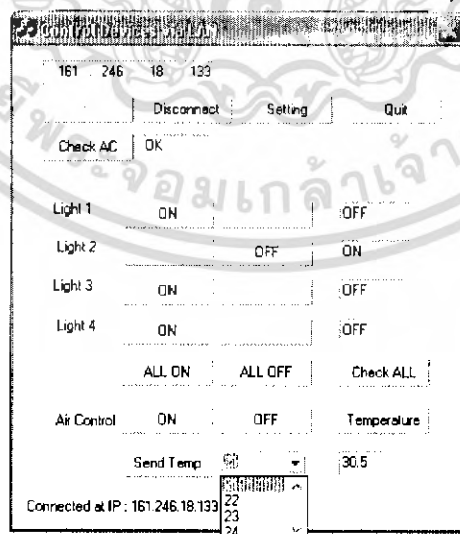 Control Devices via LAN
161 . 246 18 133
Disconnect Setting Quit
Check AC OK
Light 1 ON OFF
Light 2 OFF ON
Light 3 ON OFF
Light 4 ON OFF
ALL ON ALL OFF Check ALL
Air Control ON OFF Temperature
Send Temp 30.5
Connected at IP : 161.246.18.133
22
23
24